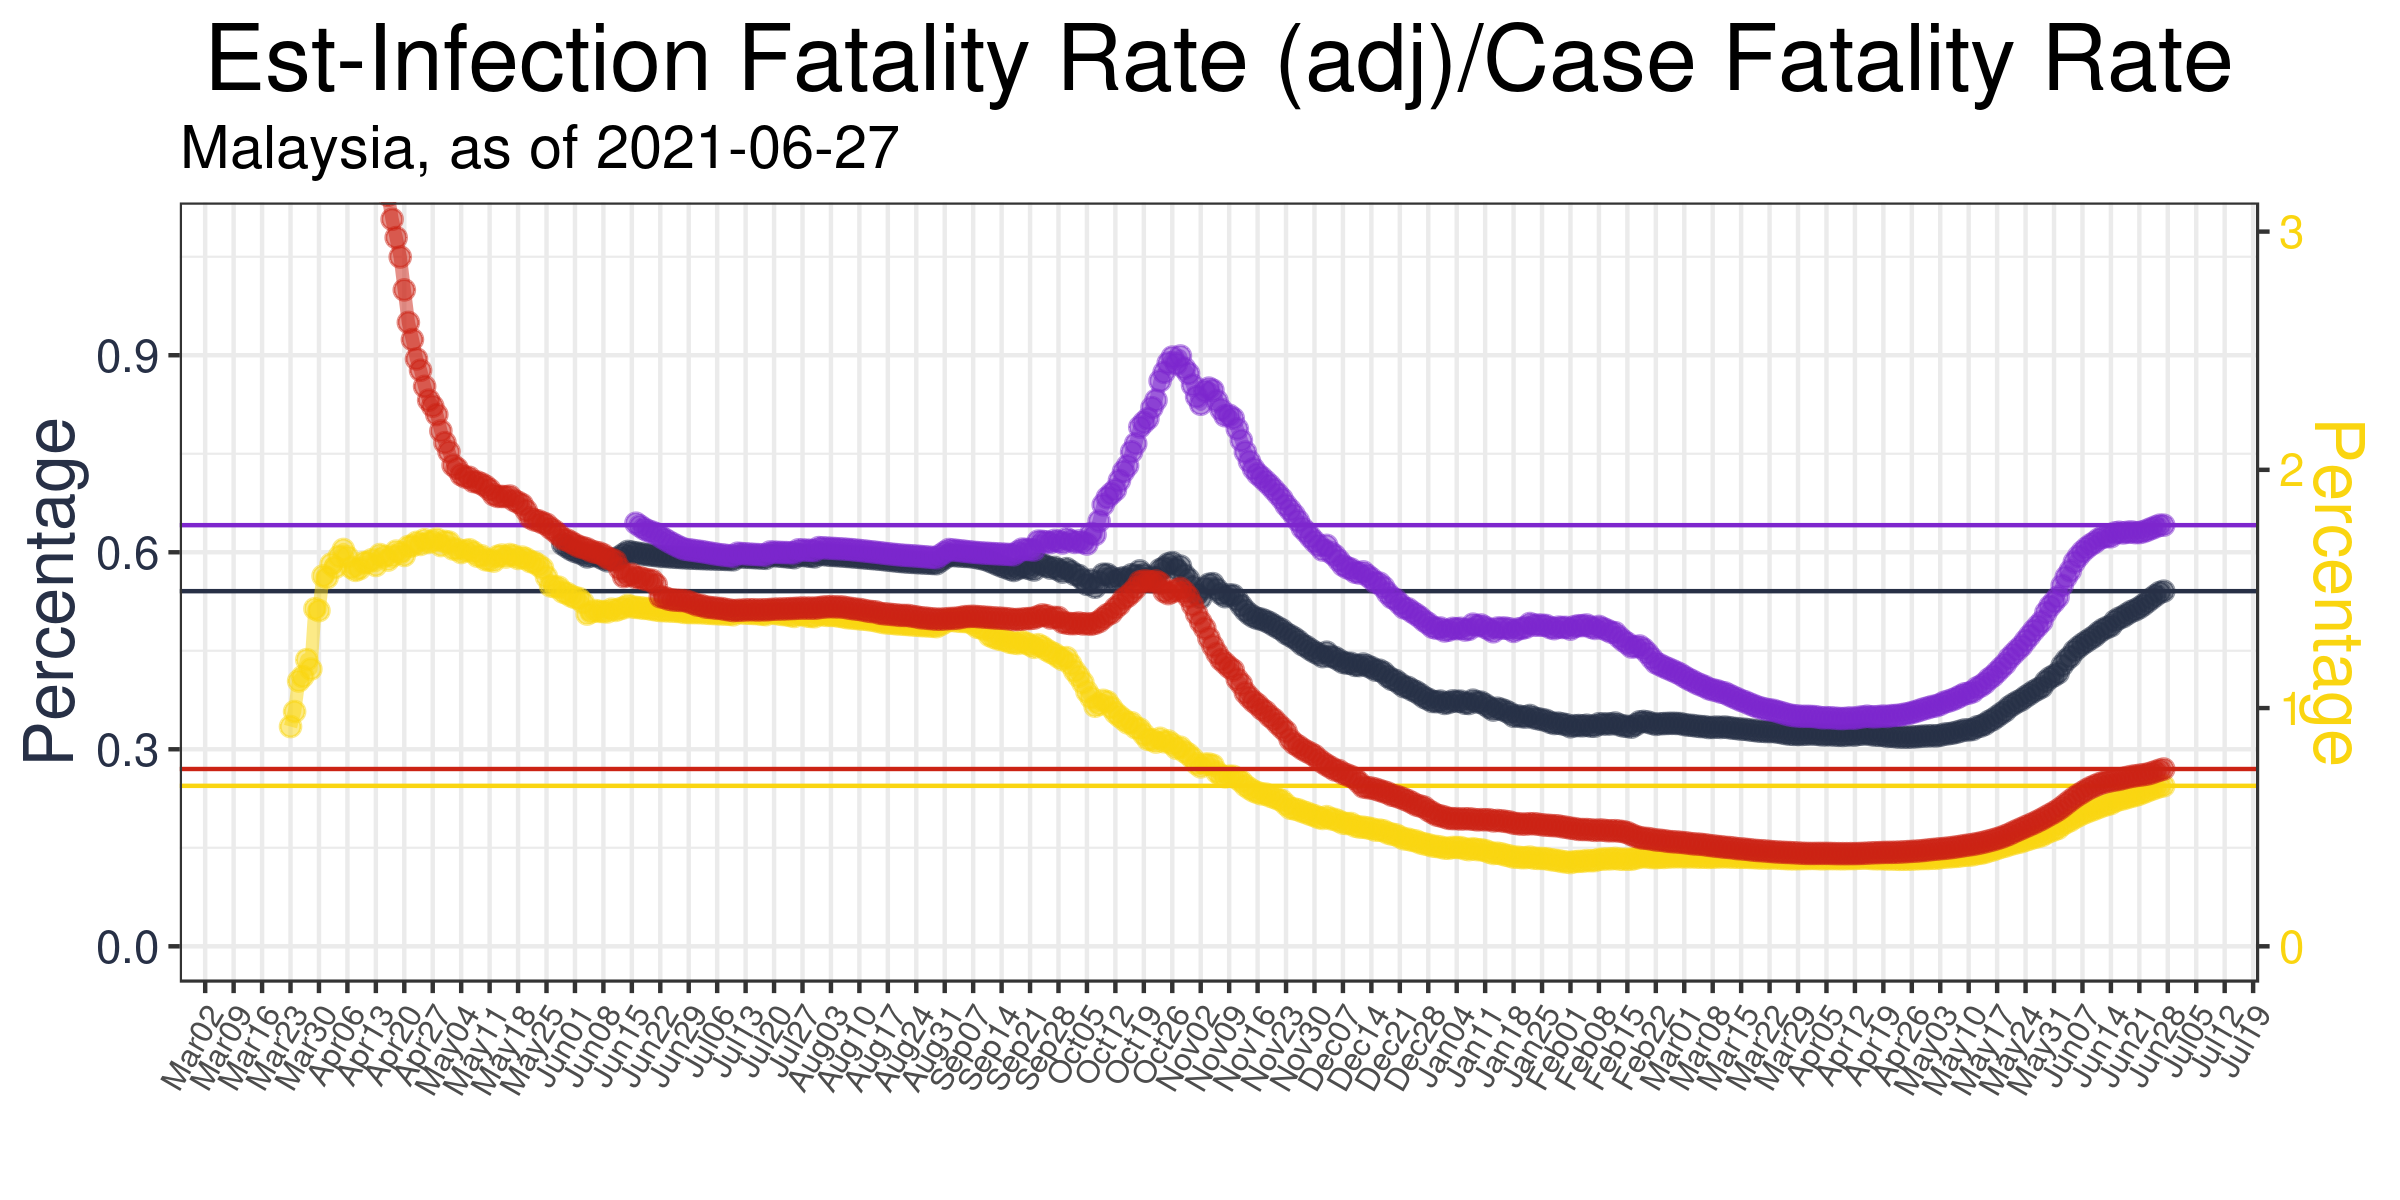 Est-Infection Fatality Rate (adj)/Case Fatality Rate
Malaysia, as of 2021-06-27
Percentage
0.9
0.6
0.3
0.0
3
2
1
0
Percentage
Mar02
Mar09
Mar16
Mar23
Mar30
Apr06
Apr13
Apr20
Apr27
May04
May11
May18
May25
Jun01
Jun08
Jun15
Jun22
Jun29
Jul06
Jul13
Jul20
Jul27
Aug03
Aug10
Aug17
Aug24
Aug31
Sep07
Sep14
Sep21
Sep28
Oct05
Oct12
Oct19
Oct26
Nov02
Nov09
Nov16
Nov23
Nov30
Dec07
Dec14
Dec21
Dec28
Jan04
Jan11
Jan18
Jan25
Feb01
Feb08
Feb15
Feb22
Mar01
Mar08
Mar15
Mar22
Mar29
Apr05
Apr12
Apr19
Apr26
May03
May10
May17
May24
May31
Jun07
Jun14
Jun21
Jun28
Jul05
Jul12
Jul19